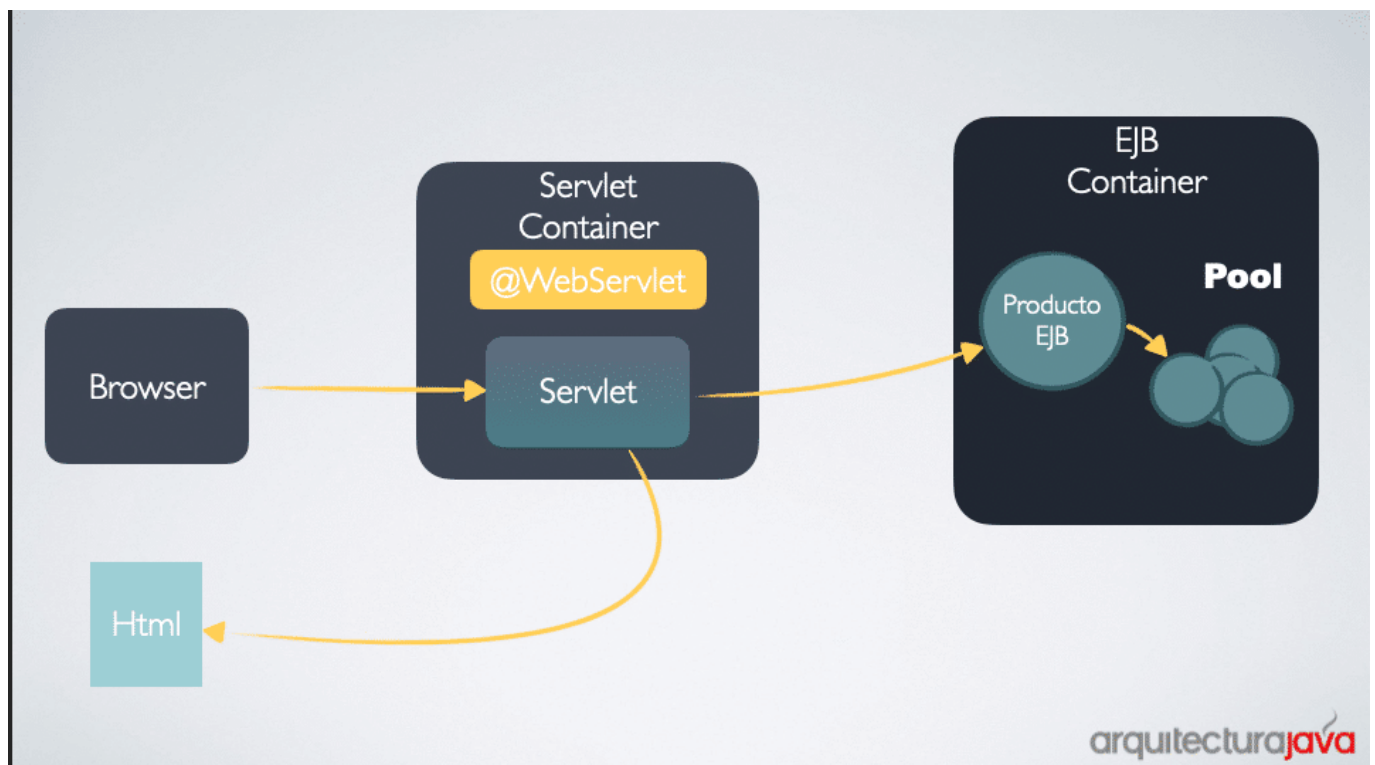 Servlet
Container
@WebServlet
Servlet
Browser
Html
EJB
Container
Producto
EJB
Pool
arquitecturajava